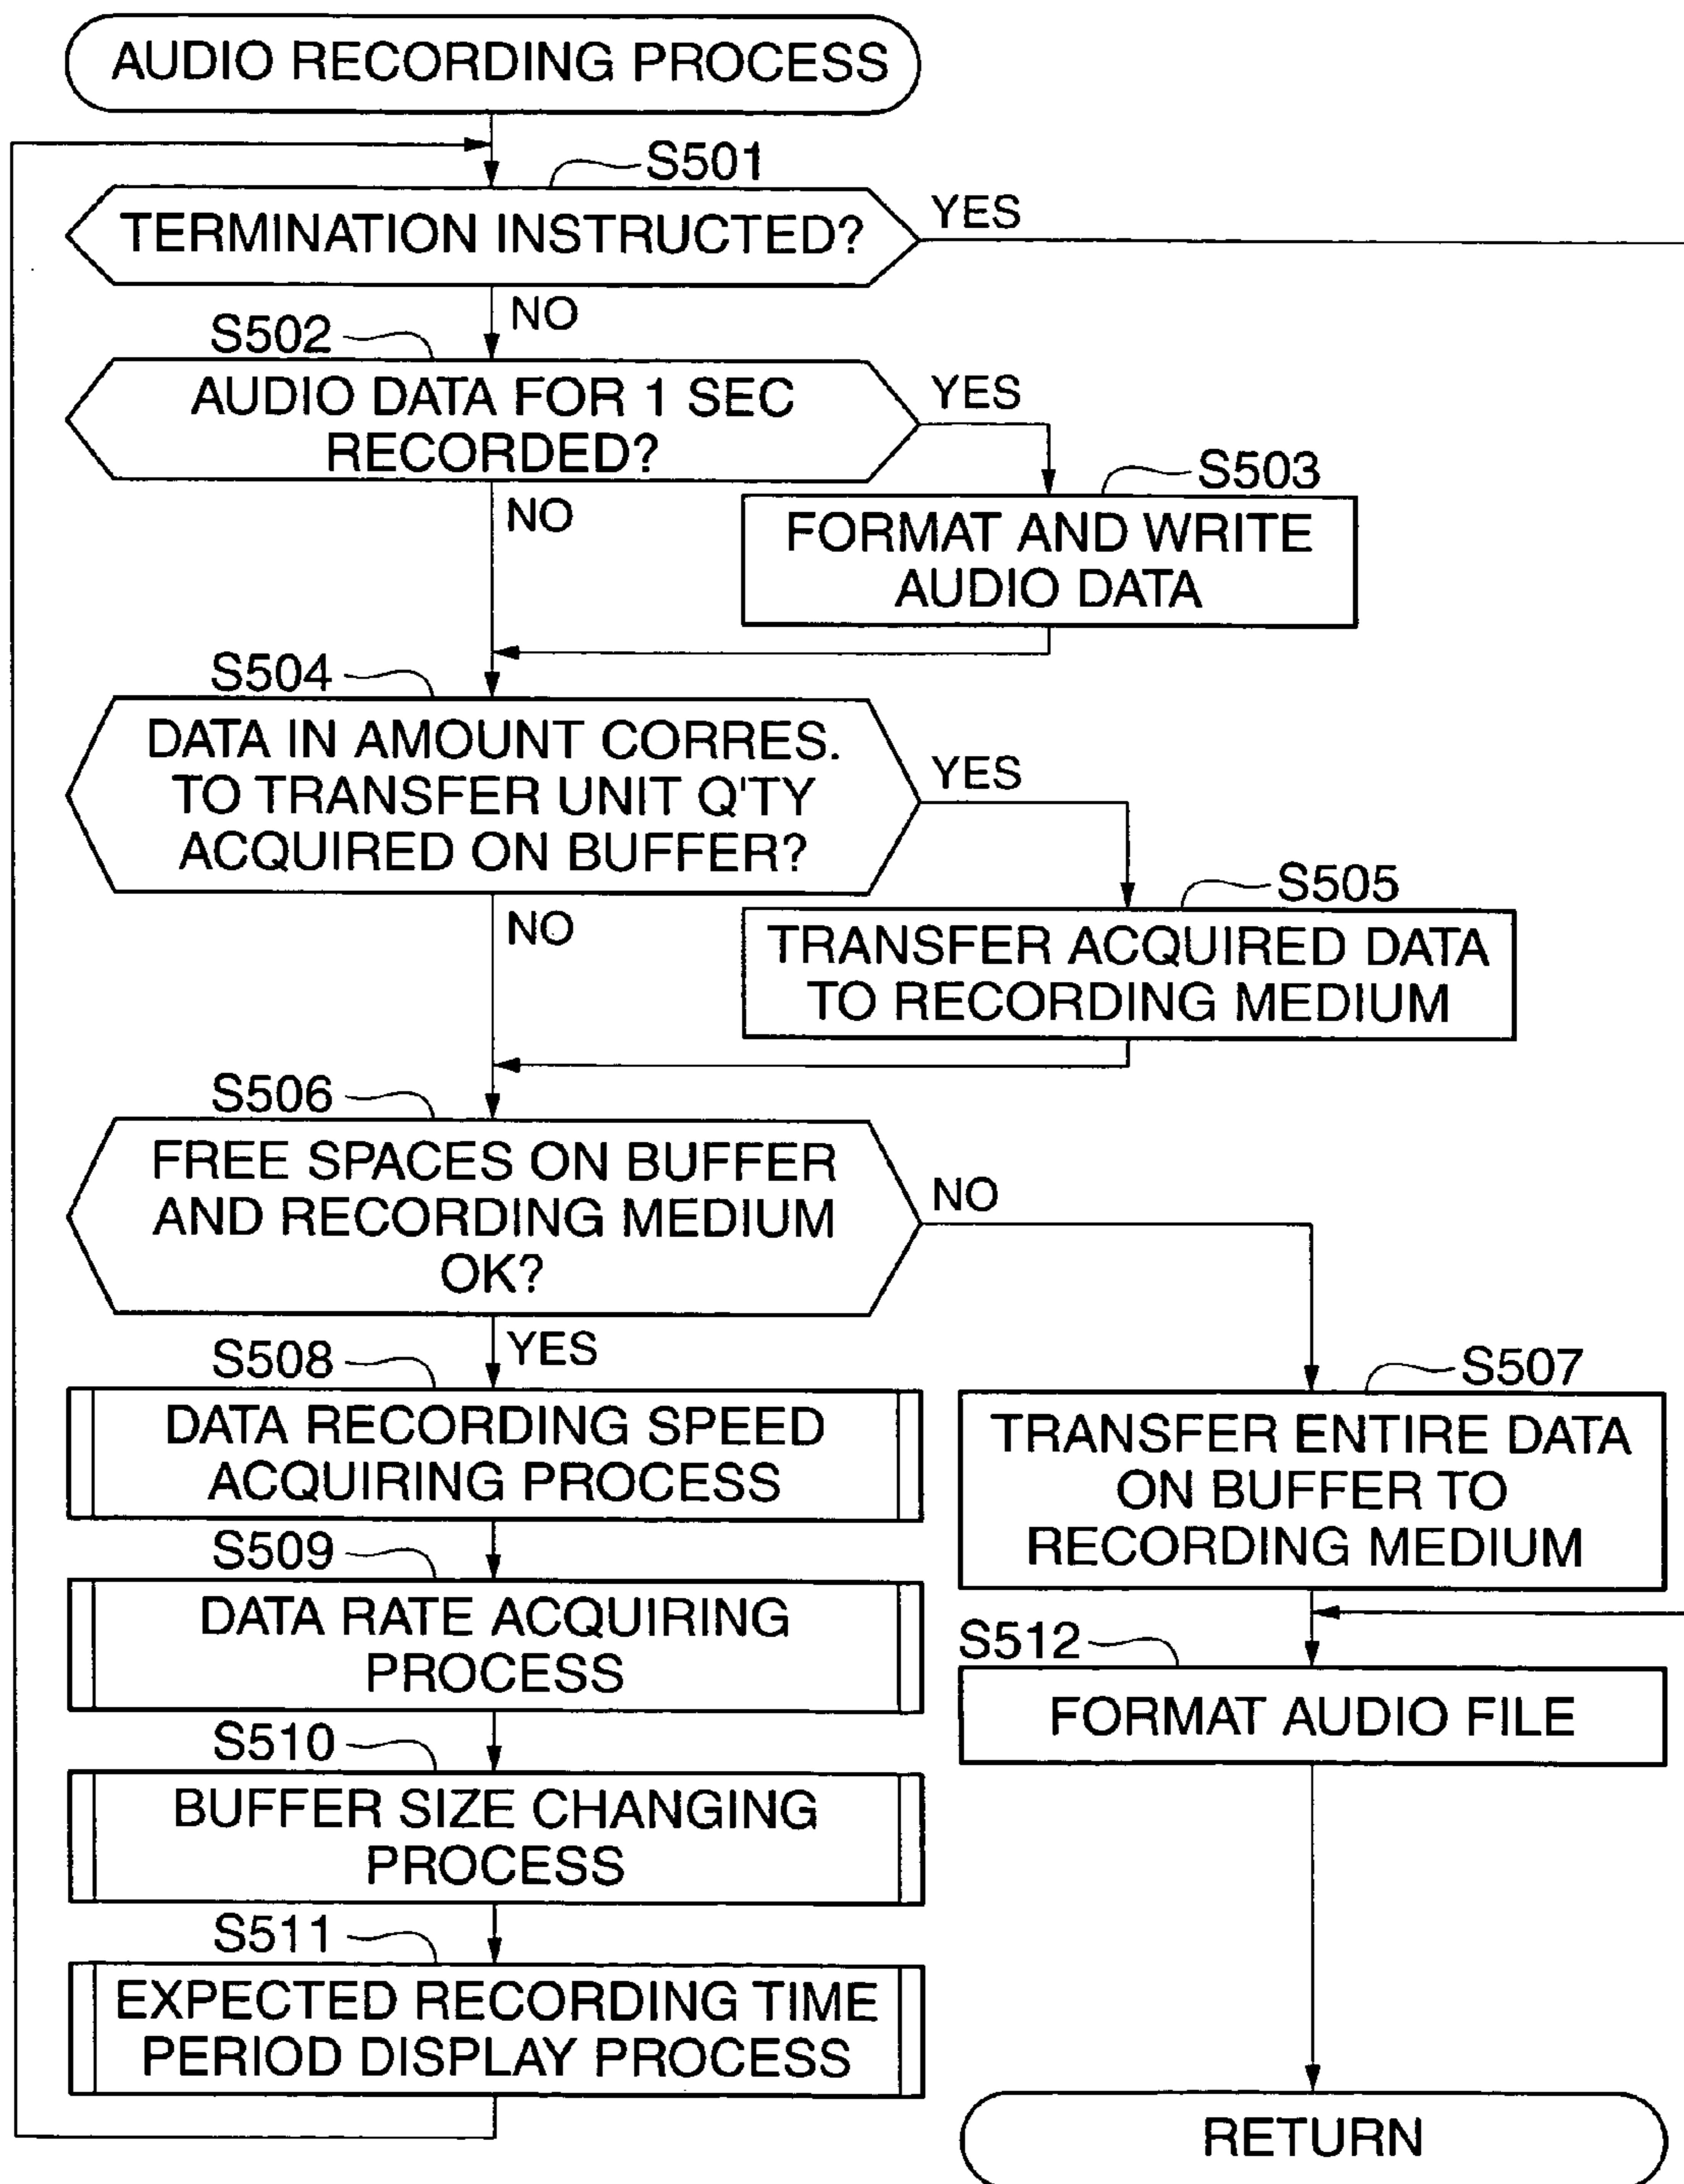 AUDIO RECORDING PROCESS
S501
TERMINATION INSTRUCTED?
YES
NO
S502
AUDIO DATA FOR 1 SEC
RECORDED?
YES
NO
S503
FORMAT AND WRITE
AUDIO DATA
S504
DATA IN AMOUNT CORRES.
TO TRANSFER UNIT Q'TY
ACQUIRED ON BUFFER?
YES
NO
S505
TRANSFER ACQUIRED DATA
TO RECORDING MEDIUM
S506
FREE SPACES ON BUFFER
AND RECORDING MEDIUM
OK?
NO
YES
S508
DATA RECORDING SPEED
ACQUIRING PROCESS
S507
TRANSFER ENTIRE DATA
ON BUFFER TO
RECORDING MEDIUM
S509
DATA RATE ACQUIRING
PROCESS
S512
FORMAT AUDIO FILE
S510
BUFFER SIZE CHANGING
PROCESS
S511
EXPECTED RECORDING TIME
PERIOD DISPLAY PROCESS
RETURN